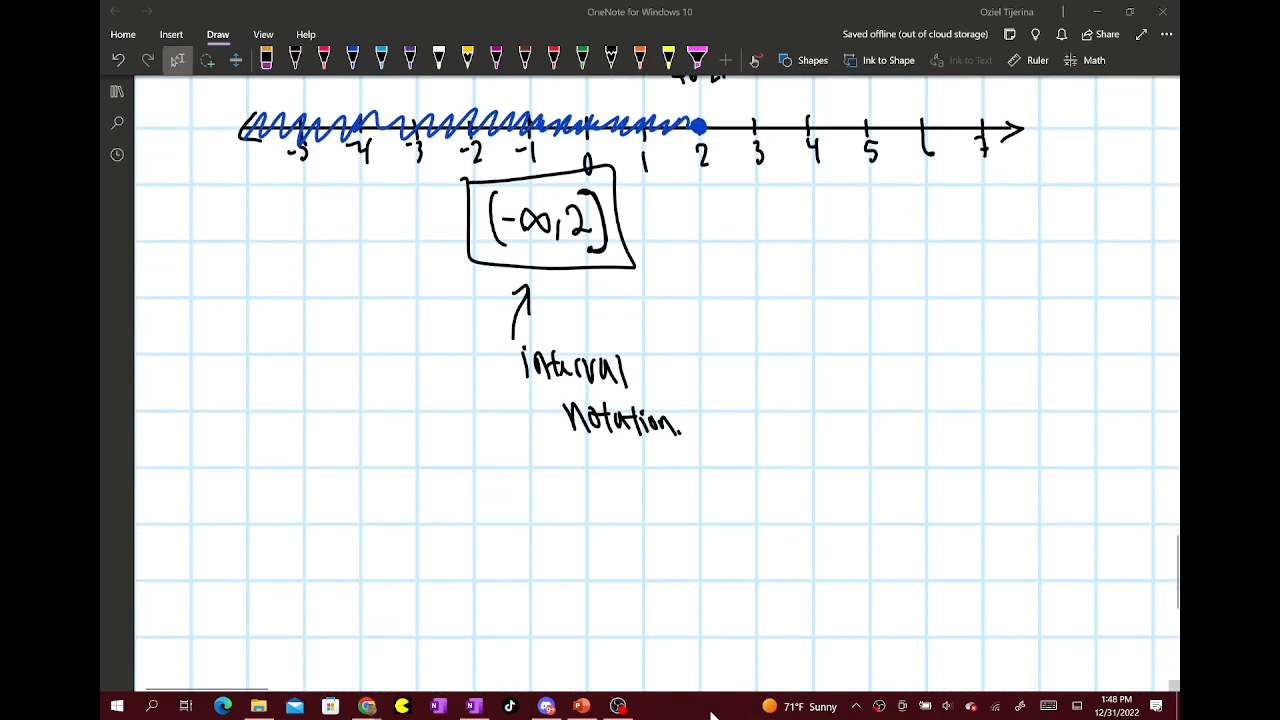 OneNote for Windows 10
Oziel Tijerina
Home Insert Draw View Help
Saved offline (out of cloud storage)
Share
Shapes
Ink to Shape
Ink to Text
Ruler
Math
-5 -4 -3 -2 -1 0 1 2 3 4 5 6 7
(-∞,2]
interval
notation.
71°F Sunny
1:48 PM
12/31/2022